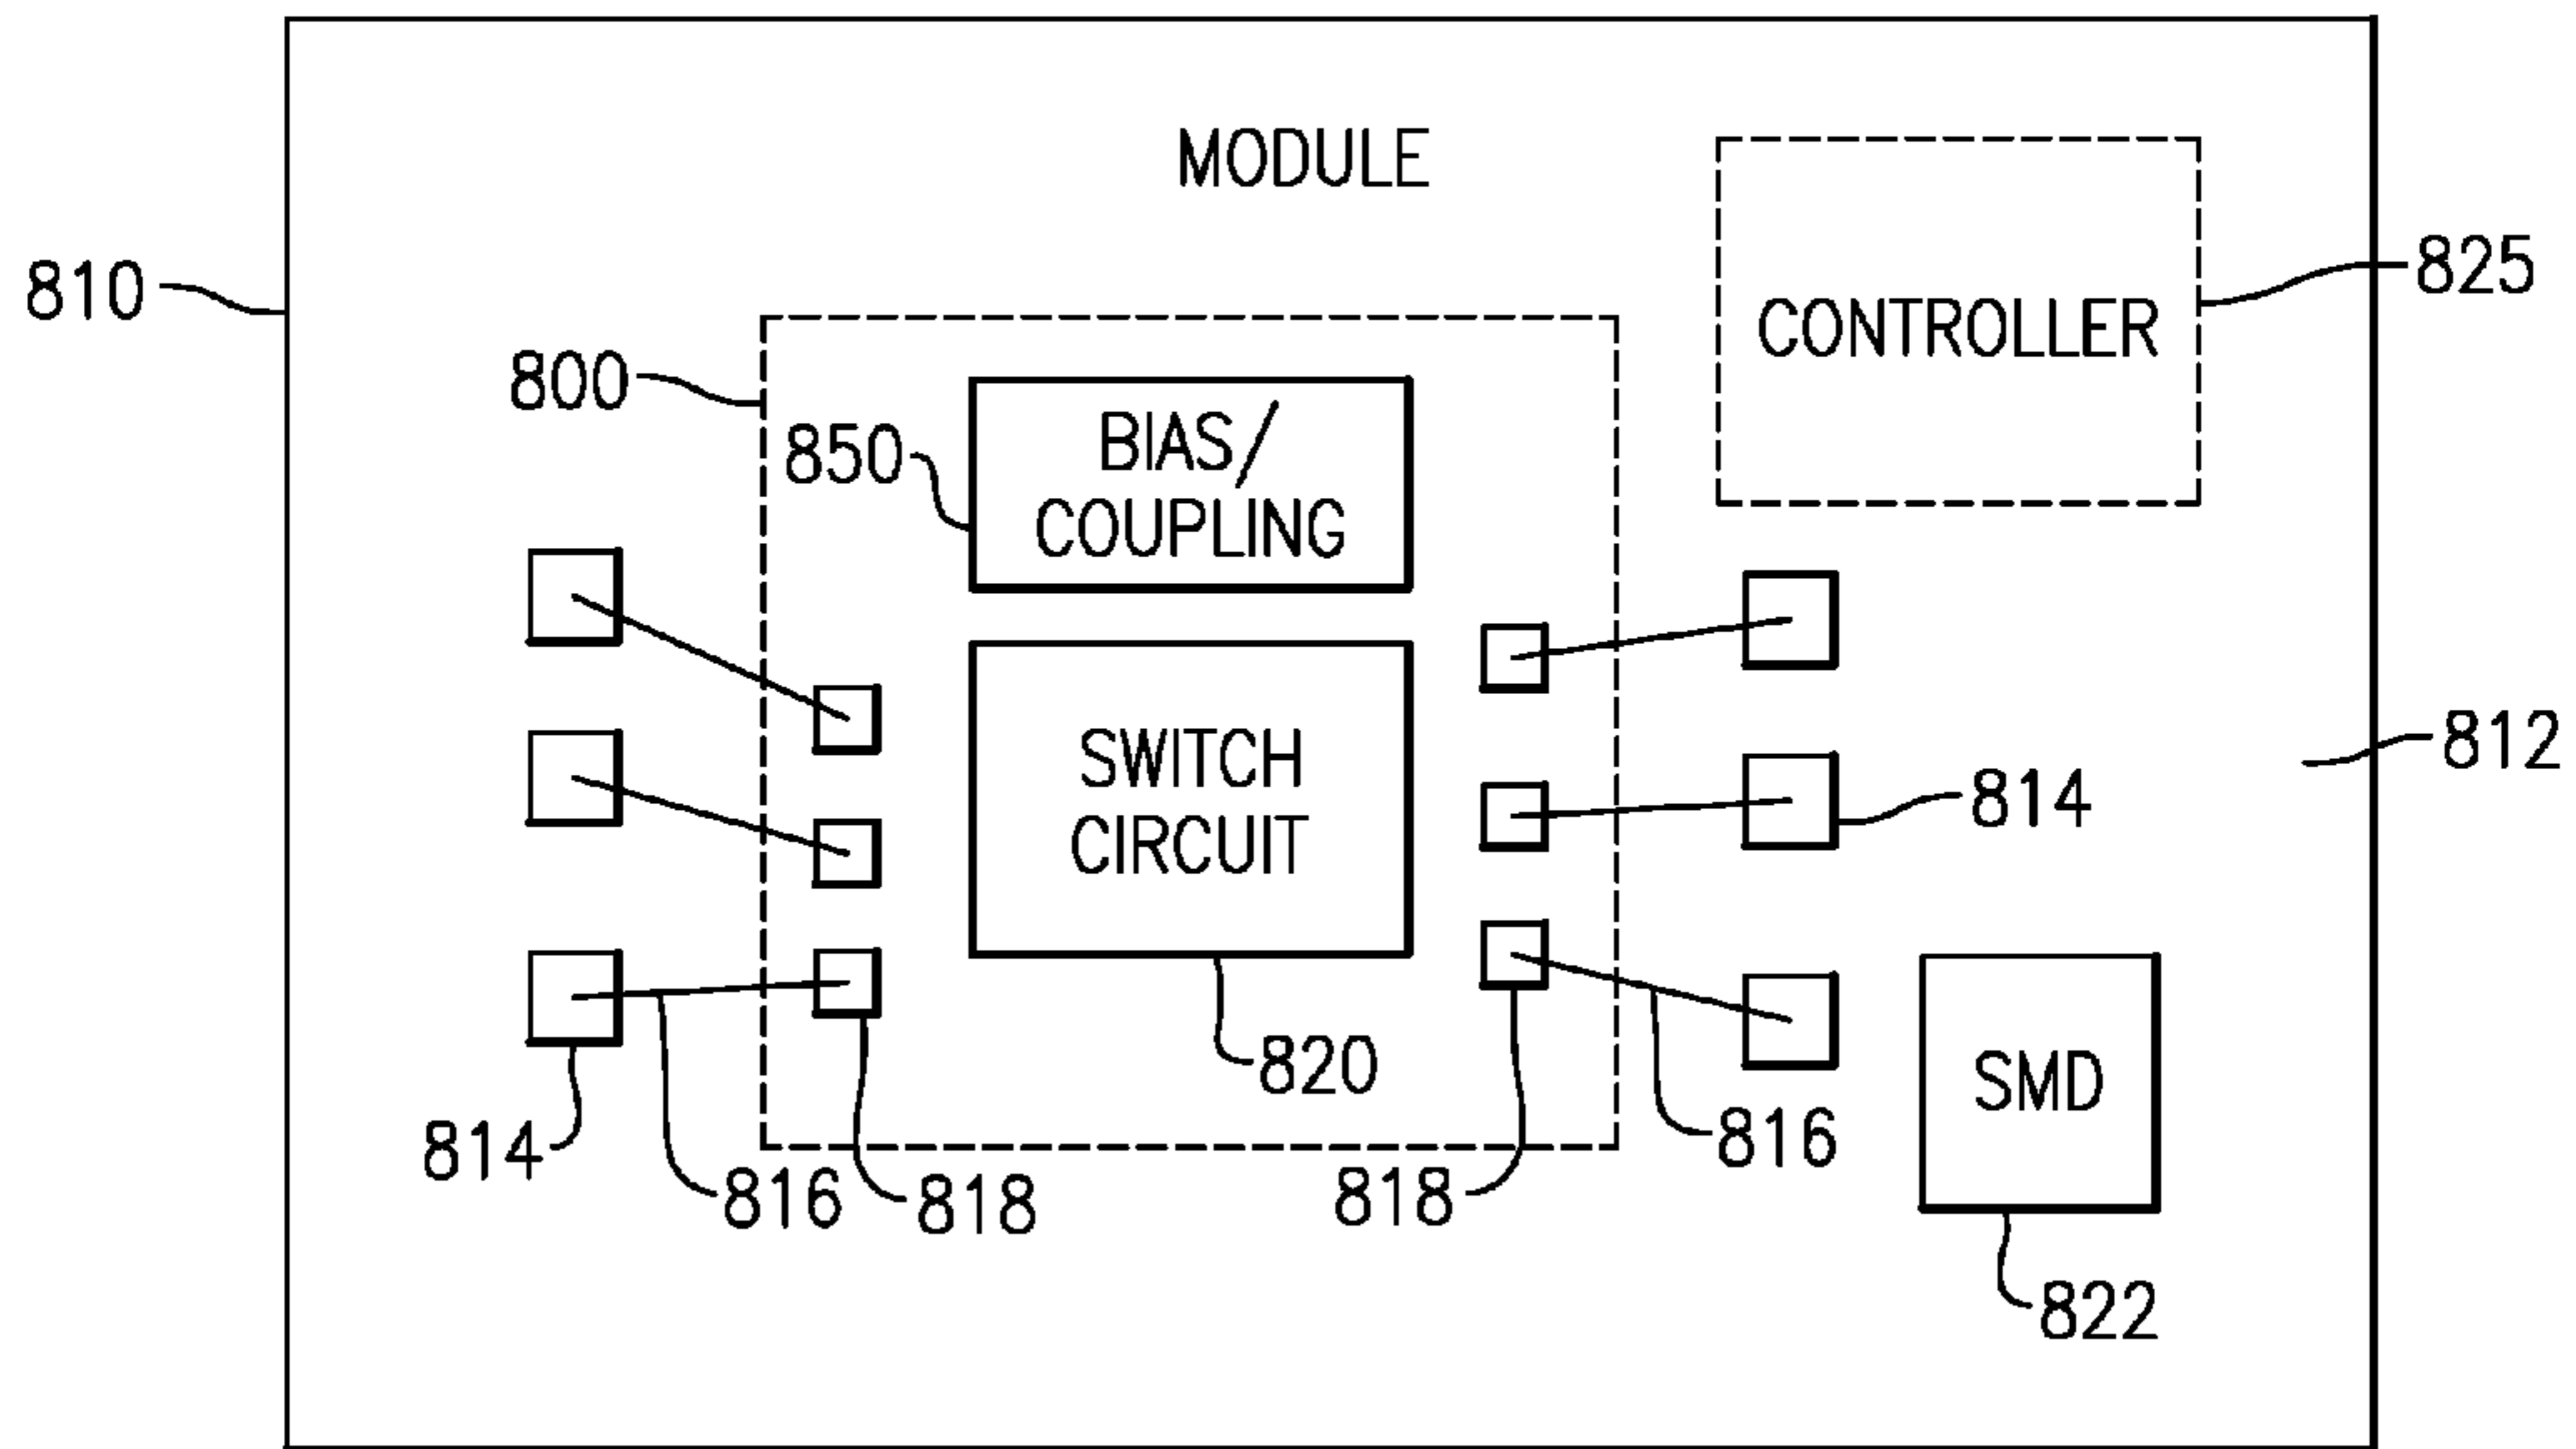 MODULE
810
825
CONTROLLER
800
850
BIAS/
COUPLING
812
SWITCH
CIRCUIT
814
820
SMD
814
816
818
818
816
822